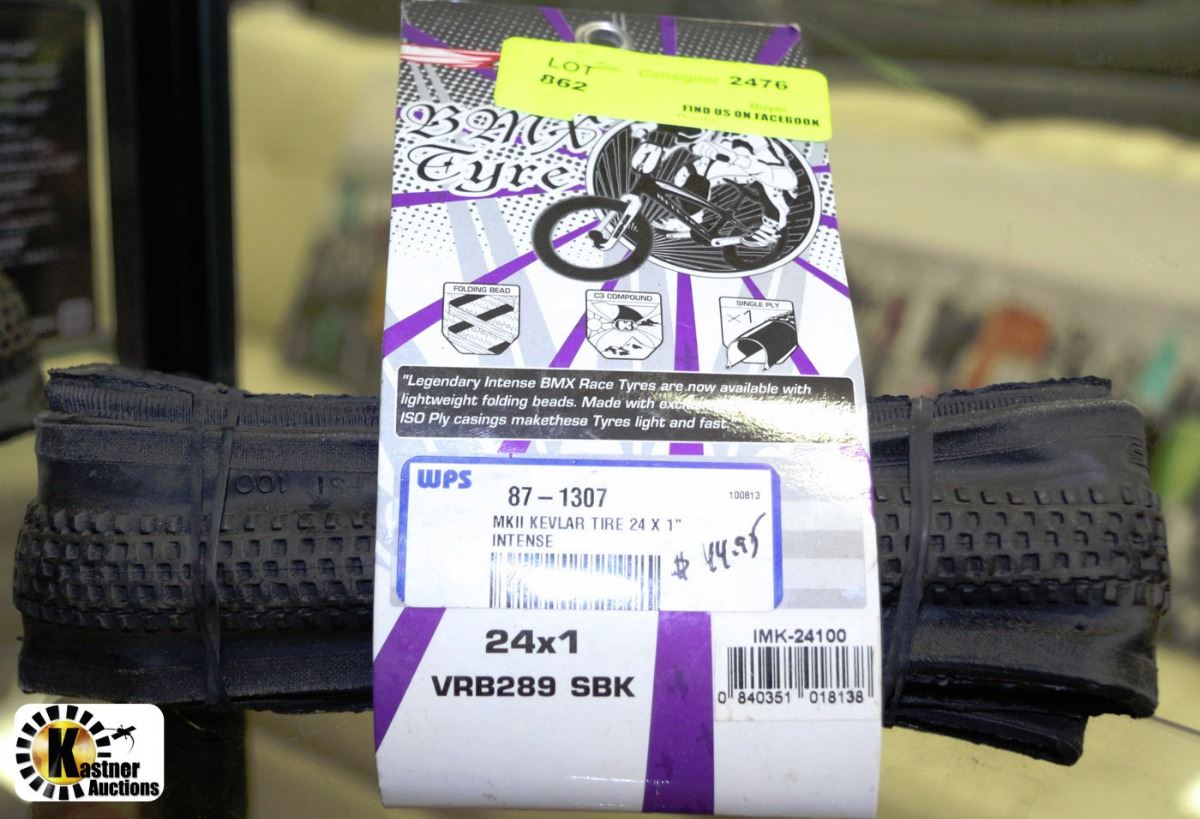 LOT
862
Consignor 2476
Buyer
FIND US ON FACEBOOK
BMX
Tyre
FOLDING BEAD
C3 COMPOUND
SINGLE PLY
X1
"Legendary Intense BMX Race Tyres are now available with
lightweight folding beads. Made with
ISO Ply casings makethese Tyres light and fast.
WPS
87-1307
100813
MKII KEVLAR TIRE 24 X 1"
INTENSE
$ 44.95
24x1
VRB289 SBK
IMK-24100
0 840351 018138
100
Kastner
Auctions